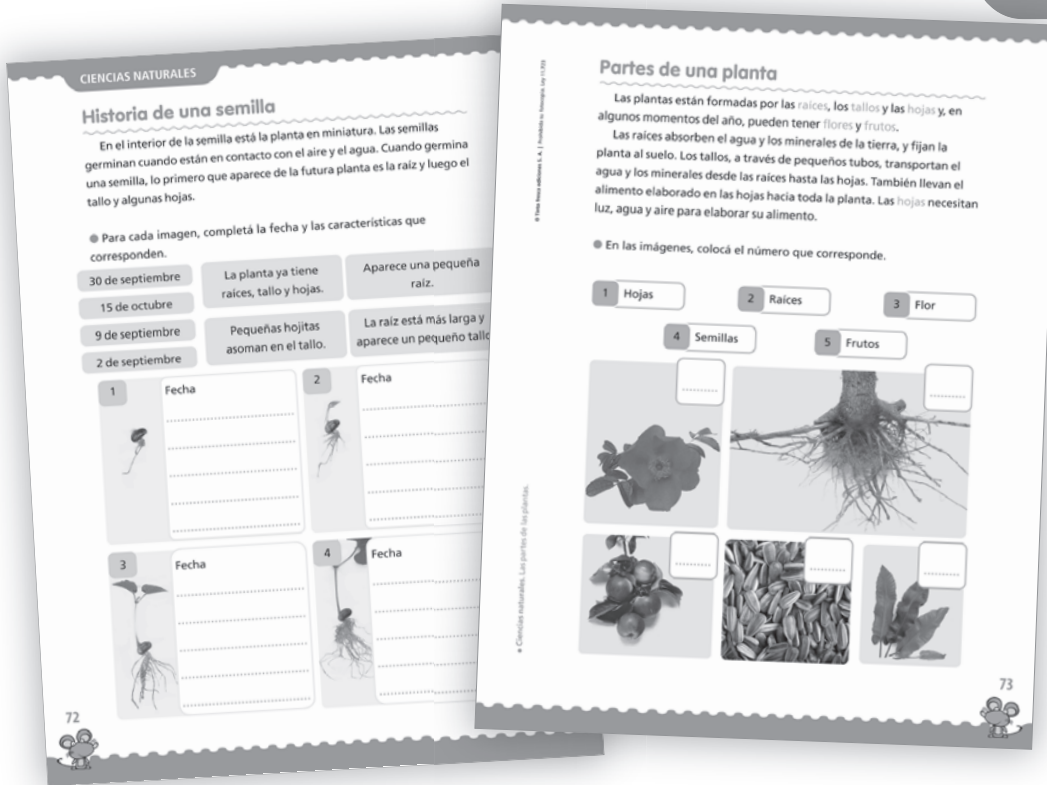 CIENCIAS NATURALES
Historia de una semilla
En el interior de la semilla está la planta en miniatura. Las semillas
germinan cuando están en contacto con el aire y el agua. Cuando germina
una semilla, lo primero que aparece de la futura planta es la raíz y luego el
tallo y algunas hojas.
Para cada imagen, completá la fecha y las características que
corresponden.
30 de septiembre
15 de octubre
9 de septiembre
2 de septiembre
La planta ya tiene
raíces, tallo y hojas.
Aparece una pequeña
raíz.
Pequeñas hojitas
asoman en el tallo.
La raíz está más larga y
aparece un pequeño tallo
1
Fecha
2
Fecha
3
Fecha
4
Fecha
72
© Tinta fresca ediciones S. A. | Prohibida su fotocopia. Ley 11.723
Partes de una planta
Las plantas están formadas por las raíces, los tallos y las hojas y, en
algunos momentos del año, pueden tener flores y frutos.
Las raíces absorben el agua y los minerales de la tierra, y fijan la
planta al suelo. Los tallos, a través de pequeños tubos, transportan el
agua y los minerales desde las raíces hasta las hojas. También llevan el
alimento elaborado en las hojas hacia toda la planta. Las hojas necesitan
luz, agua y aire para elaborar su alimento.
En las imágenes, colocá el número que corresponde.
1 Hojas
2 Raíces
3 Flor
4 Semillas
5 Frutos
Ciencias naturales. Las partes de las plantas.
73